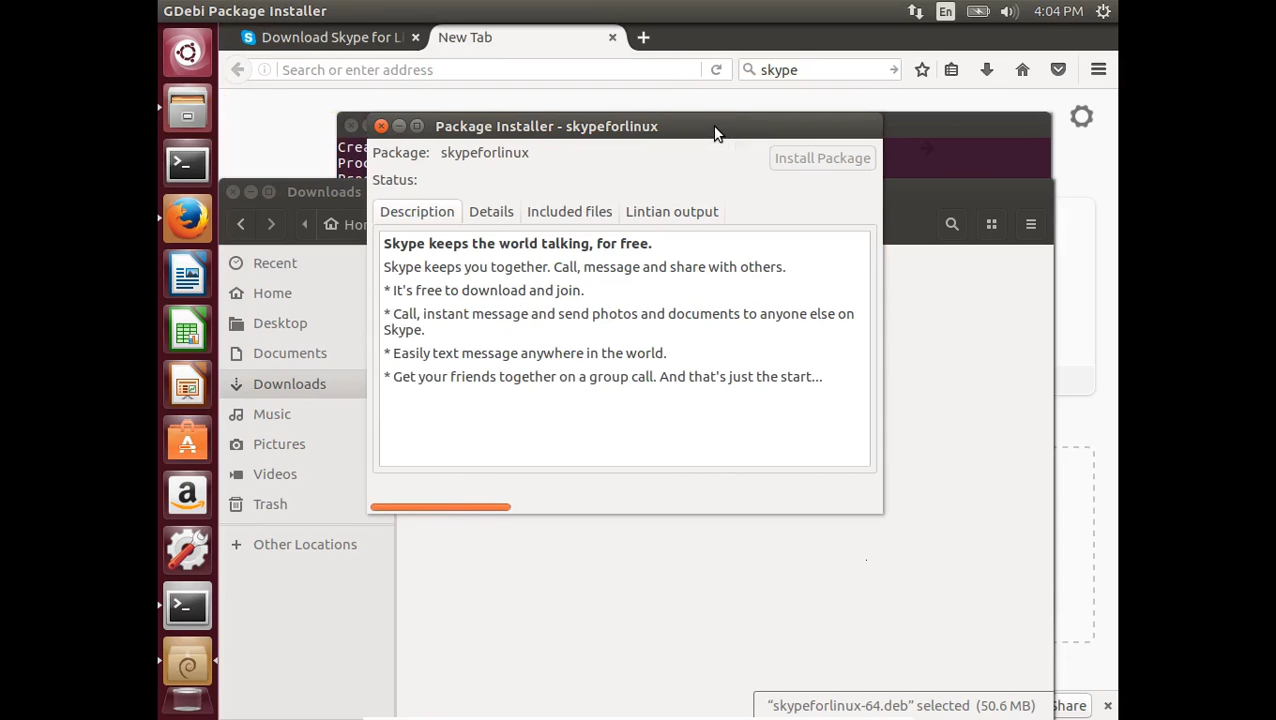 GDebi Package Installer
En
4:04 PM
Download Skype for Li
New Tab
Search or enter address
skype
Package Installer - skypeforlinux
Crea
Proc
Package: skypeforlinux
Install Package
Status:
Downloads
Description
Details
Included files
Lintian output
Hom
Skype keeps the world talking, for free.
Skype keeps you together. Call, message and share with others.
* It's free to download and join.
* Call, instant message and send photos and documents to anyone else on
Skype.
* Easily text message anywhere in the world.
* Get your friends together on a group call. And that's just the start...
Recent
Home
Desktop
Documents
Downloads
Music
Pictures
Videos
Trash
Other Locations
"skypeforlinux-64.deb" selected (50.6 MB)
Share